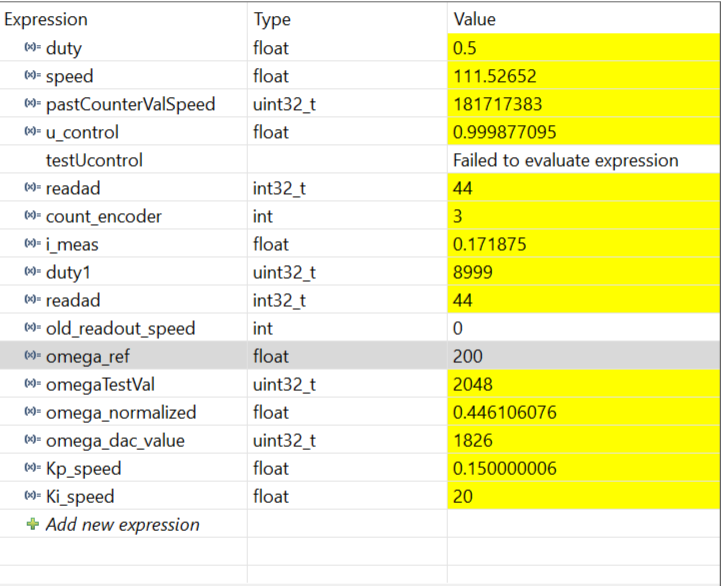 Expression Type Value
(x)= duty float 0.5
(x)= speed float 111.52652
(x)= pastCounterValSpeed uint32_t 181717383
(x)= u_control float 0.999877095
testUcontrol Failed to evaluate expression
(x)= readad int32_t 44
(x)= count_encoder int 3
(x)= i_meas float 0.171875
(x)= duty1 uint32_t 8999
(x)= readad int32_t 44
(x)= old_readout_speed int 0
(x)= omega_ref float 200
(x)= omegaTestVal uint32_t 2048
(x)= omega_normalized float 0.446106076
(x)= omega_dac_value uint32_t 1826
(x)= Kp_speed float 0.150000006
(x)= Ki_speed float 20
Add new expression